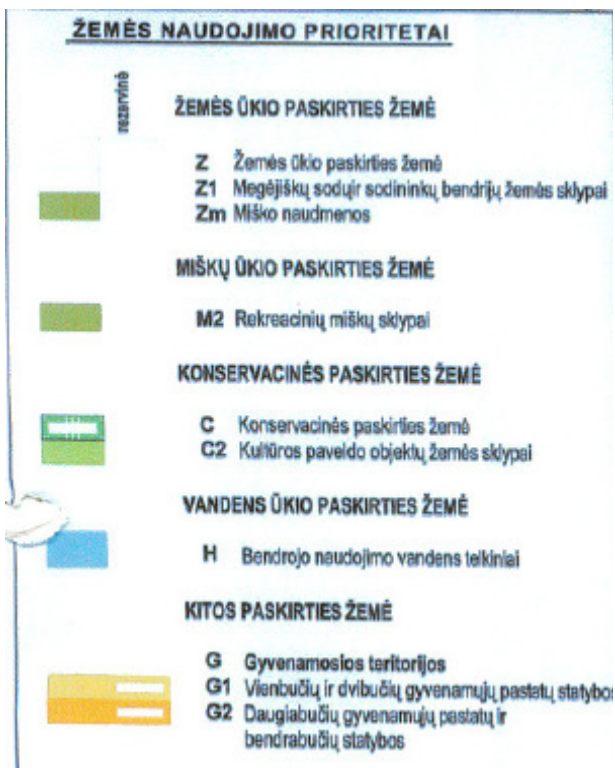 ŽEMĖS NAUDOJIMO PRIORITETAI
rezervinė
ŽEMĖS ŪKIO PASKIRTIES ŽEMĖ
Z Žemės ūkio paskirties žemė
Z1 Megėjiškų sodų ir sodininkų bendrijų žemės sklypai
Zm Miško naudmenos
MIŠKŲ ŪKIO PASKIRTIES ŽEMĖ
M2 Rekreacinių miškų sklypai
KONSERVACINĖS PASKIRTIES ŽEMĖ
C Konservacinės paskirties žemė
C2 Kultūros paveldo objektų žemės sklypai
VANDENS ŪKIO PASKIRTIES ŽEMĖ
H Bendrojo naudojimo vandens telkiniai
KITOS PASKIRTIES ŽEMĖ
G Gyvenamosios teritorijos
G1 Vienbučių ir dvibučių gyvenamųjų pastatų statybos
G2 Daugiabučių gyvenamųjų pastatų ir
bendrabučių statybos